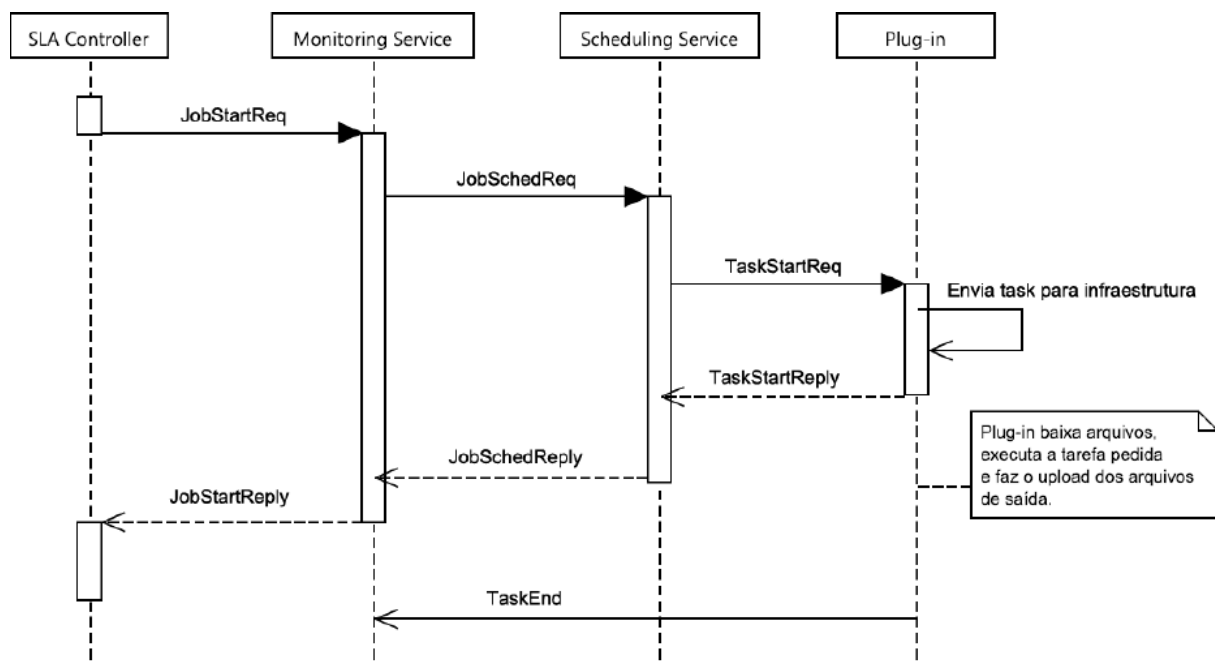 SLA Controller
Monitoring Service
Scheduling Service
Plug-in
JobStartReq
JobSchedReq
TaskStartReq
Envia task para infraestrutura
TaskStartReply
Plug-in baixa arquivos,
executa a tarefa pedida
e faz o upload dos arquivos
de saída.
JobSchedReply
JobStartReply
TaskEnd